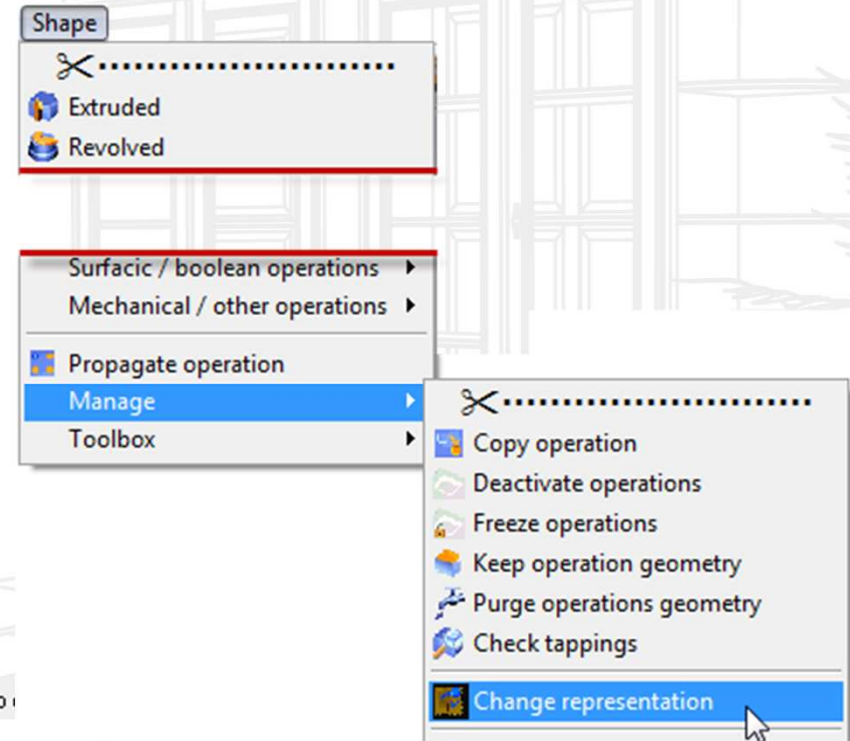 Shape
Extruded
Revolved
Surfacic / boolean operations
Mechanical / other operations
Propagate operation
Manage
Toolbox
Copy operation
Deactivate operations
Freeze operations
Keep operation geometry
Purge operations geometry
Check tappings
Change representation